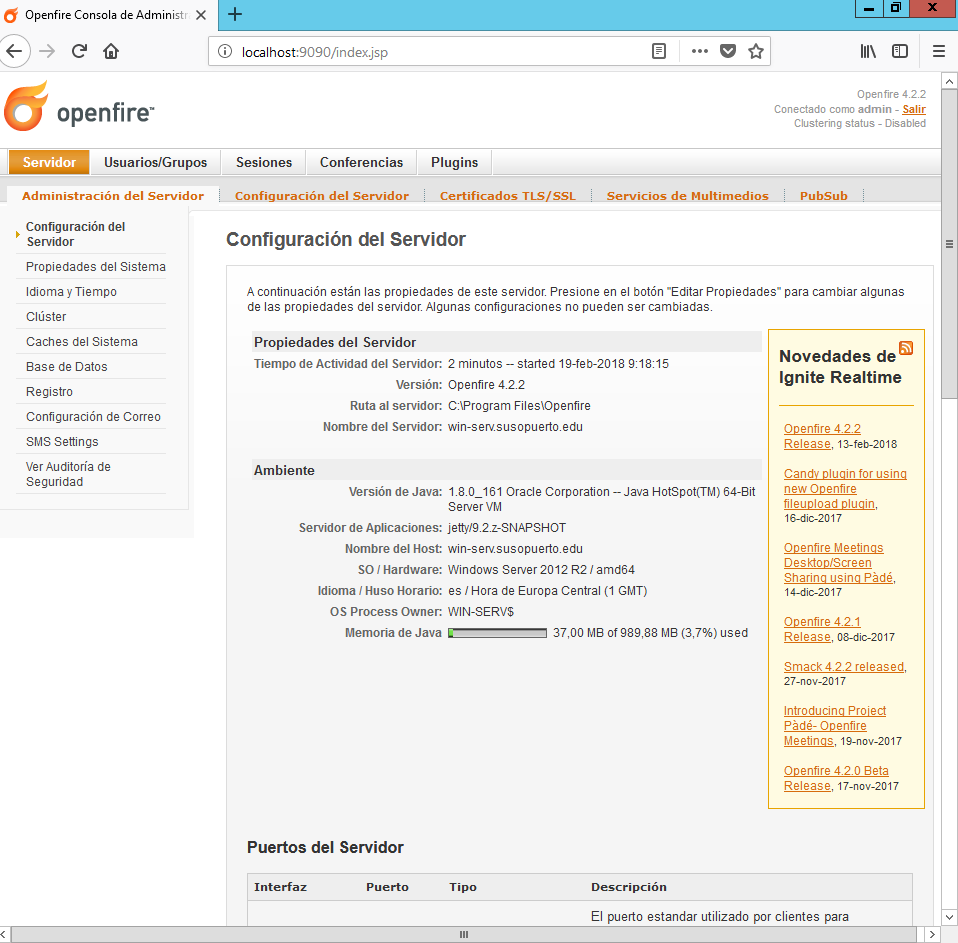 Openfire Consola de Administr
localhost:9090/index.jsp
openfire™
Openfire 4.2.2
Conectado como admin - Salir
Clustering status - Disabled
Servidor Usuarios/Grupos Sesiones Conferencias Plugins
Administración del Servidor Configuración del Servidor Certificados TLS/SSL Servicios de Multimedios PubSub
Configuración del
Servidor
Propiedades del Sistema
Idioma y Tiempo
Clúster
Caches del Sistema
Base de Datos
Registro
Configuración de Correo
SMS Settings
Ver Auditoría de
Seguridad
Configuración del Servidor
A continuación están las propiedades de este servidor. Presione en el botón "Editar Propiedades" para cambiar algunas
de las propiedades del servidor. Algunas configuraciones no pueden ser cambiadas.
Propiedades del Servidor
Tiempo de Actividad del Servidor: 2 minutos -- started 19-feb-2018 9:18:15
Versión: Openfire 4.2.2
Ruta al servidor: C:\Program Files\Openfire
Nombre del Servidor: win-serv.susopuerto.edu
Ambiente
Versión de Java: 1.8.0_161 Oracle Corporation -- Java HotSpot(TM) 64-Bit
Server VM
Servidor de Aplicaciones: jetty/9.2.z-SNAPSHOT
Nombre del Host: win-serv.susopuerto.edu
SO / Hardware: Windows Server 2012 R2 / amd64
Idioma / Huso Horario: es / Hora de Europa Central (1 GMT)
OS Process Owner: WIN-SERV$
Memoria de Java 37,00 MB of 989,88 MB (3,7%) used
Novedades de
Ignite Realtime
Openfire 4.2.2
Release, 13-feb-2018
Candy plugin for using
new Openfire
fileupload plugin,
16-dic-2017
Openfire Meetings
Desktop/Screen
Sharing using Pàdé,
14-dic-2017
Openfire 4.2.1
Release, 08-dic-2017
Smack 4.2.2 released,
27-nov-2017
Introducing Project
Pàdé- Openfire
Meetings, 19-nov-2017
Openfire 4.2.0 Beta
Release, 17-nov-2017
Puertos del Servidor
Interfaz Puerto Tipo Descripción
El puerto estandar utilizado por clientes para